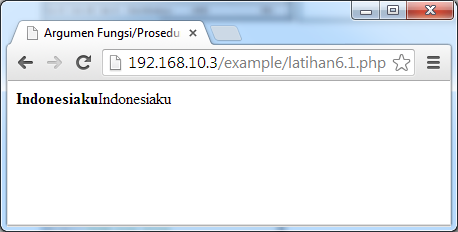 Argumen Fungsi/Prosedu
192.168.10.3/example/latihan6.1.php
IndonesiakuIndonesiaku